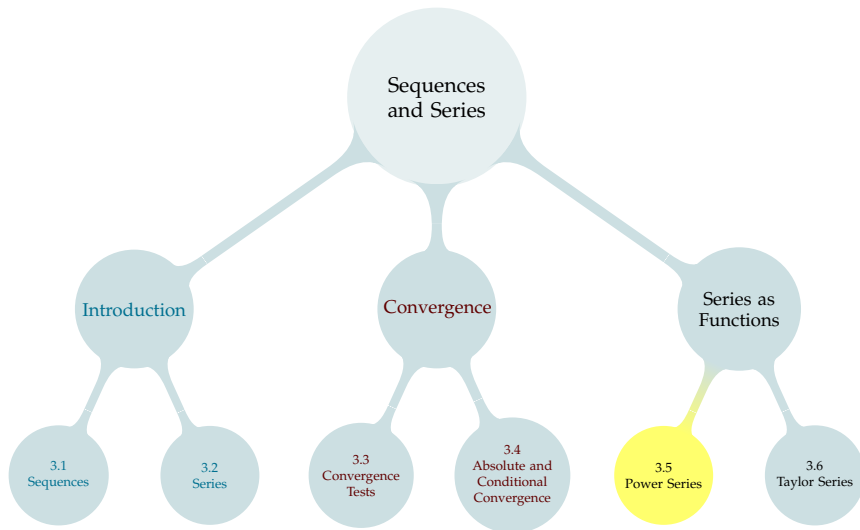 Sequences
and Series
Introduction
Convergence
Series as
Functions
3.1
Sequences
3.2
Series
3.3
Convergence
Tests
3.4
Absolute and
Conditional
Convergence
3.5
Power Series
3.6
Taylor Series